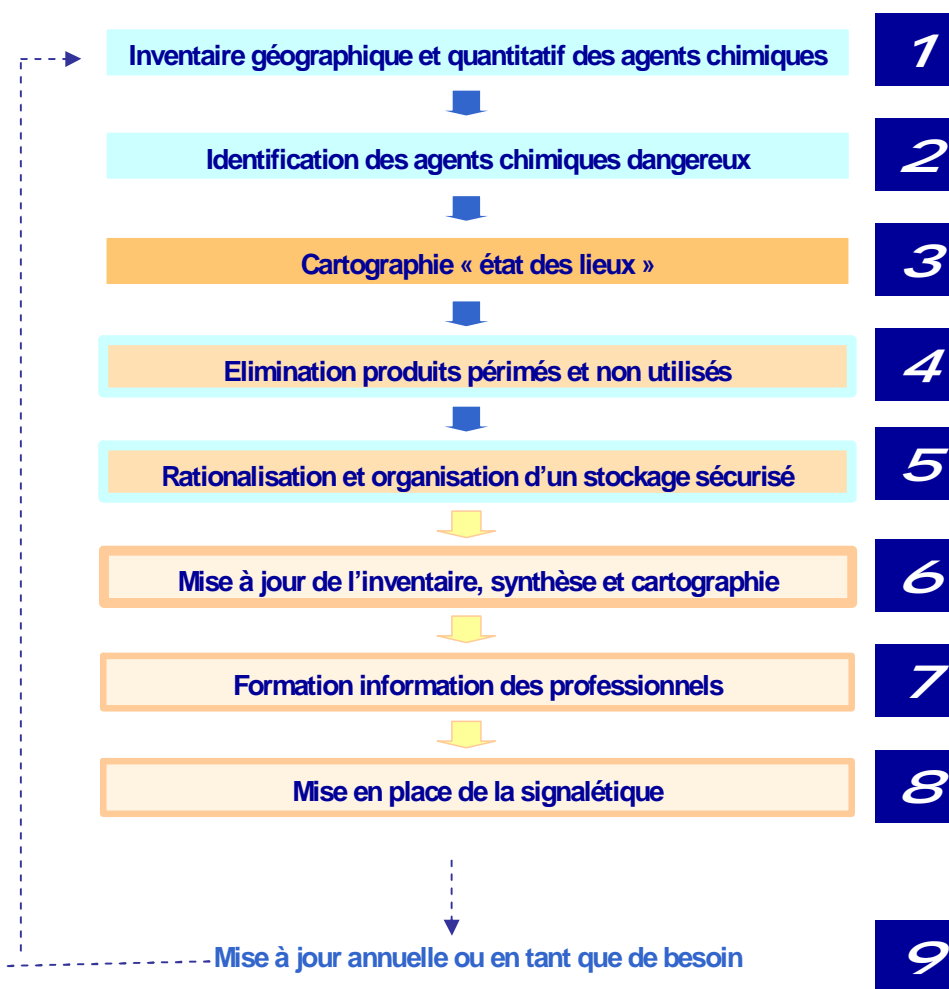 Inventaire géographique et quantitatif des agents chimiques 1
Identification des agents chimiques dangereux 2
Cartographie « état des lieux » 3
Elimination produits périmés et non utilisés 4
Rationalisation et organisation d’un stockage sécurisé 5
Mise à jour de l’inventaire, synthèse et cartographie 6
Formation information des professionnels 7
Mise en place de la signalétique 8
Mise à jour annuelle ou en tant que de besoin 9